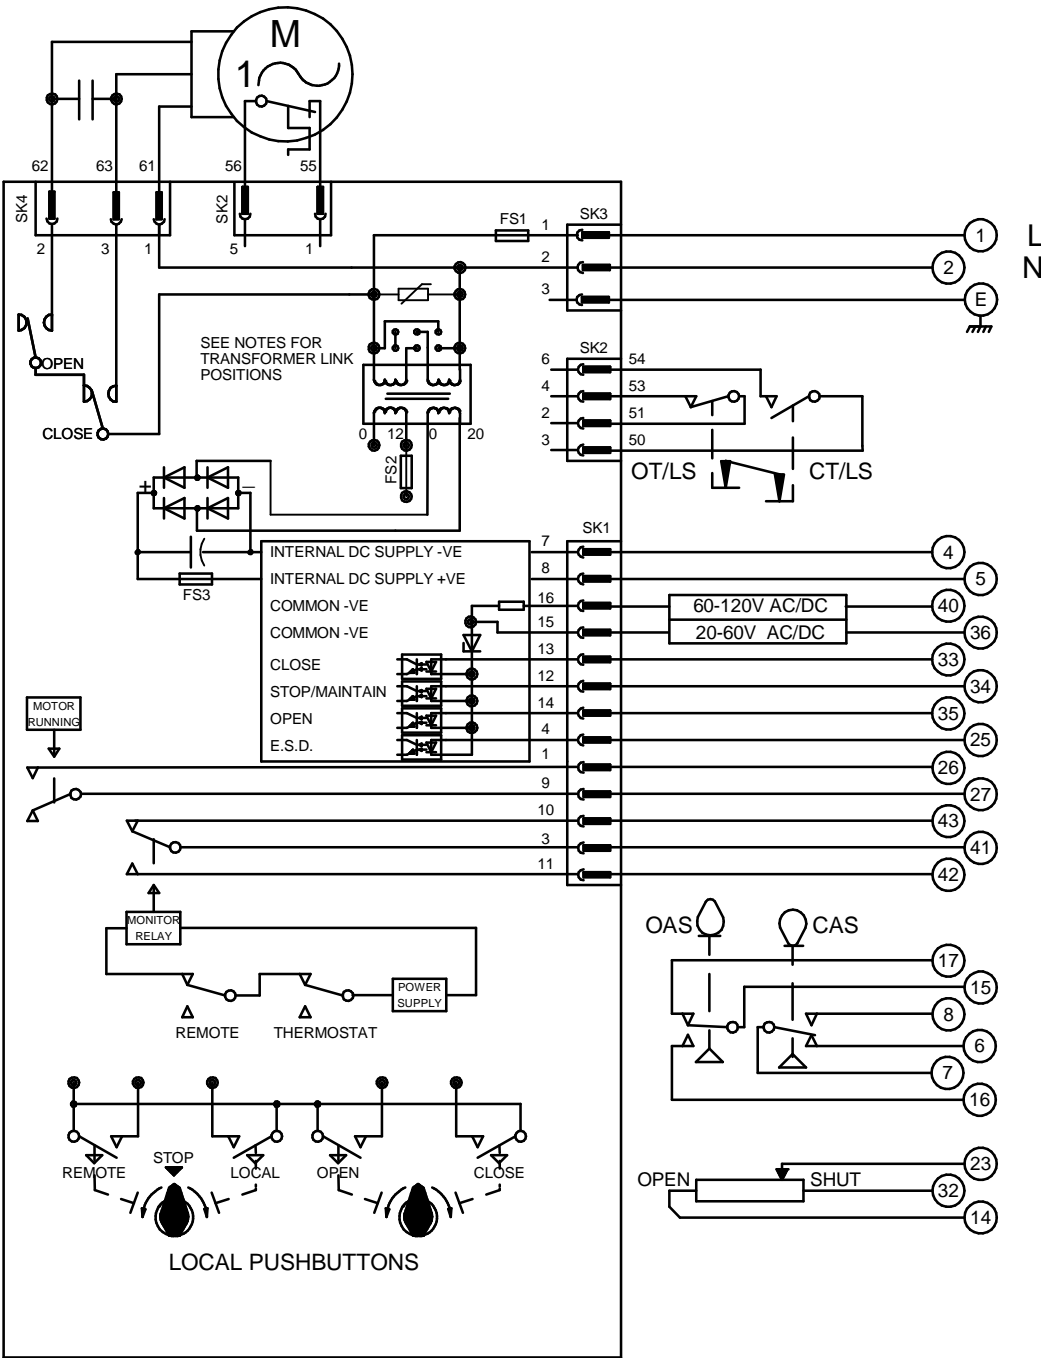 M
1
62 63 61 56 55
SK4
SK2
2 3 1 5 1
FS1 1 SK3 1 L
2 2 N
3 E
SEE NOTES FOR
TRANSFORMER LINK
POSITIONS
SK2
6 54
4 53
2 51
3 50
OPEN
CLOSE
0 12 0 20
FS2
OT/LS CT/LS
+ −
FS3
SK1
INTERNAL DC SUPPLY -VE 7 4
INTERNAL DC SUPPLY +VE 8 5
COMMON -VE 16 60-120V AC/DC 40
COMMON -VE 15 20-60V AC/DC 36
CLOSE 13 33
STOP/MAINTAIN 12 34
OPEN 14 35
E.S.D. 4 25
MOTOR
RUNNING
1 26
9 27
10 43
3 41
11 42
MONITOR
RELAY
POWER
SUPPLY
REMOTE THERMOSTAT
OAS CAS
17
15
8
6
7
16
REMOTE STOP LOCAL OPEN CLOSE
LOCAL PUSHBUTTONS
OPEN SHUT
23
32
14